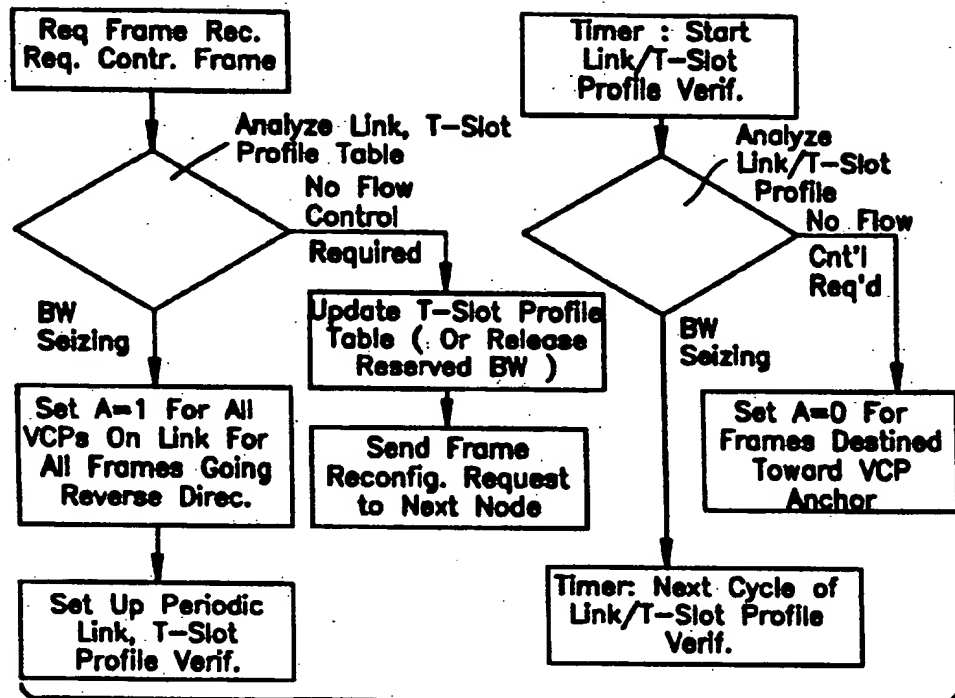 Req Frame Rec.
Req. Contr. Frame
Analyze Link, T-Slot
Profile Table
No Flow
Control
Required
BW
Seizing
Update T-Slot Profile
Table ( Or Release
Reserved BW )
Set A=1 For All
VCPs On Link For
All Frames Going
Reverse Direc.
Send Frame
Reconfig. Request
to Next Node
Set Up Periodic
Link, T-Slot
Profile Verif.
Timer : Start
Link/T-Slot
Profile Verif.
Analyze
Link/T-Slot
Profile
No Flow
Cnt'l
Req'd
BW
Seizing
Set A=0 For
Frames Destined
Toward VCP
Anchor
Timer: Next Cycle of
Link/T-Slot Profile
Verif.